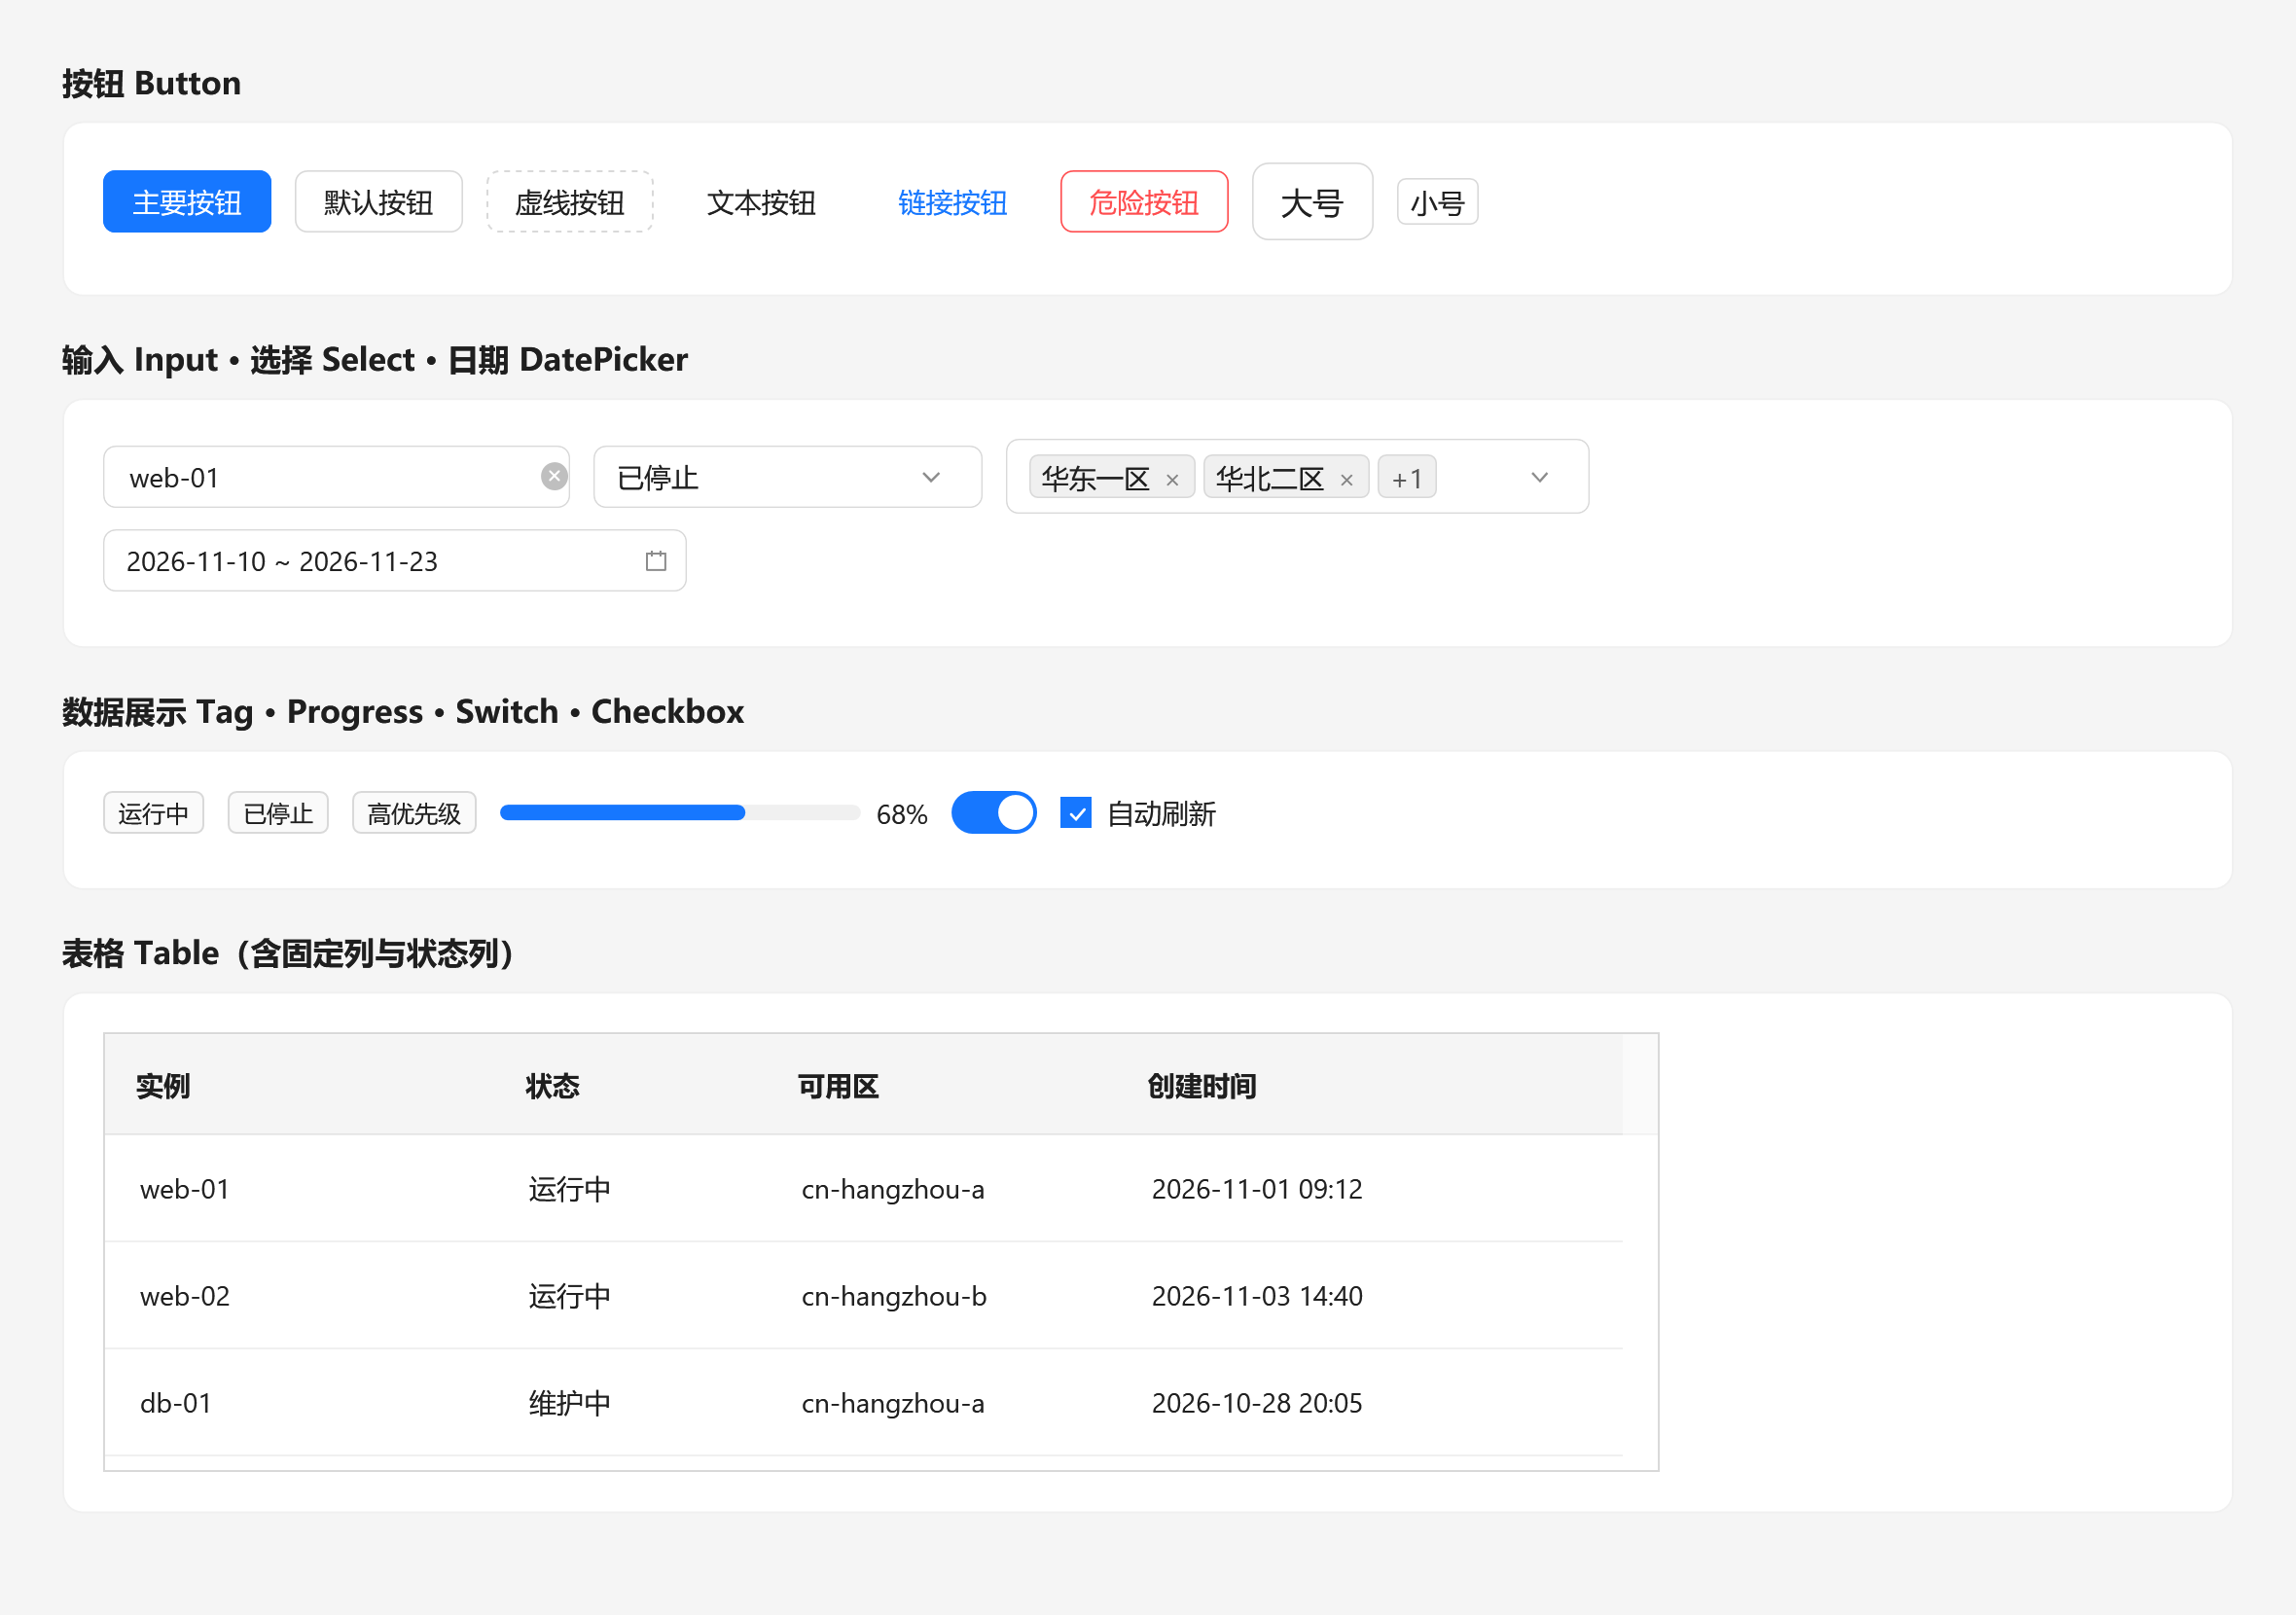 按钮 Button
主要按钮 默认按钮 虚线按钮 文本按钮 链接按钮 危险按钮 大号 小号
输入 Input • 选择 Select • 日期 DatePicker
web-01 已停止 华东一区 × 华北二区 × +1
2026-11-10 ~ 2026-11-23
数据展示 Tag • Progress • Switch • Checkbox
运行中 已停止 高优先级 68% 自动刷新
表格 Table（含固定列与状态列）
实例 状态 可用区 创建时间
web-01 运行中 cn-hangzhou-a 2026-11-01 09:12
web-02 运行中 cn-hangzhou-b 2026-11-03 14:40
db-01 维护中 cn-hangzhou-a 2026-10-28 20:05